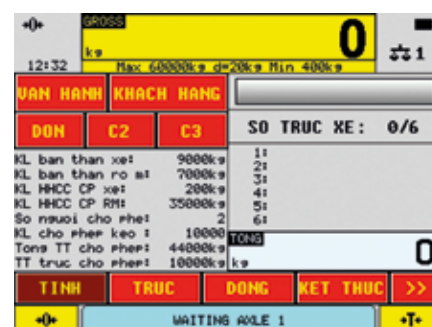 →0←
GROSS
0
kg
12:32
Max 60000kg d=20kg Min 400kg
1
VAN HANH
KHACH HANG
DON
C2
C3
SO TRUC XE: 0/6
KL ban than xe: 9000kg
KL ban than ro m: 7000kg
KL HHCC CP xe: 200kg
KL HHCC CP RM: 35000kg
So nguoi cho phe: 2
KL cho phep keo : 10000
Tong TT cho phep: 44000kg
TT truc cho phep: 10000kg
1:
2:
3:
4:
5:
6:
TONG
0
kg
TINH
TRUC
DONG
KET THUC
>>
→0←
WAITING AXLE 1
→T←